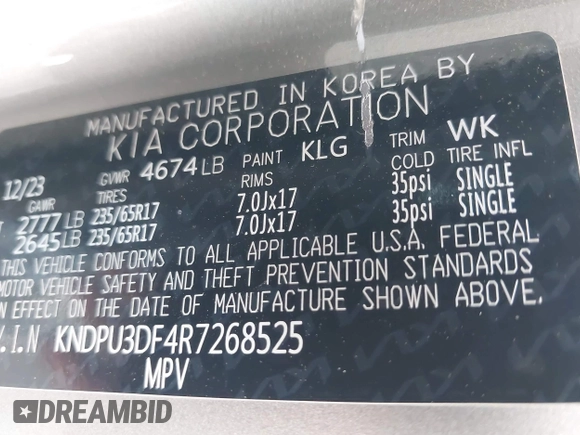 MANUFACTURED IN KOREA BY
KIA CORPORATION
12/23 GVWR 4674 LB PAINT KLG TRIM WK
GAWR TIRES RIMS COLD TIRE INFL
2777 LB 235/65R17 7.0Jx17 35psi SINGLE
2645 LB 235/65R17 7.0Jx17 35psi SINGLE
THIS VEHICLE CONFORMS TO ALL APPLICABLE U.S.A. FEDERAL
MOTOR VEHICLE SAFETY AND THEFT PREVENTION STANDARDS
IN EFFECT ON THE DATE OF MANUFACTURE SHOWN ABOVE.
V.I.N KNDPU3DF4R7268525
MPV
DREAMBID